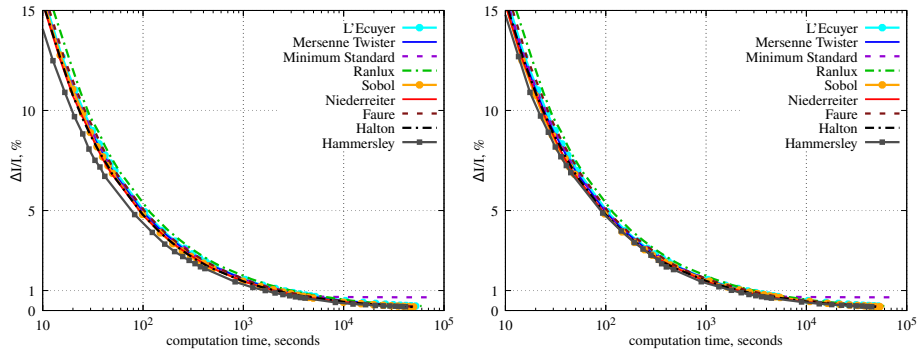 15
10
5
1
0
ΔI/I, %
10
10²
10³
10⁴
10⁵
computation time, seconds
L'Ecuyer
Mersenne Twister
Minimum Standard
Ranlux
Sobol
Niederreiter
Faure
Halton
Hammersley
15
10
5
1
0
ΔI/I, %
10
10²
10³
10⁴
10⁵
computation time, seconds
L'Ecuyer
Mersenne Twister
Minimum Standard
Ranlux
Sobol
Niederreiter
Faure
Halton
Hammersley